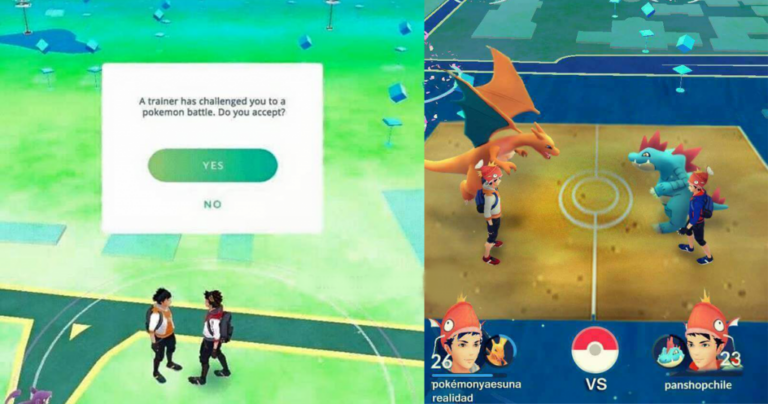 A trainer has challenged you to a
pokemon battle. Do you accept?
YES
NO
26
pokémonyaesuna
realidad
VS
23
panshopchile